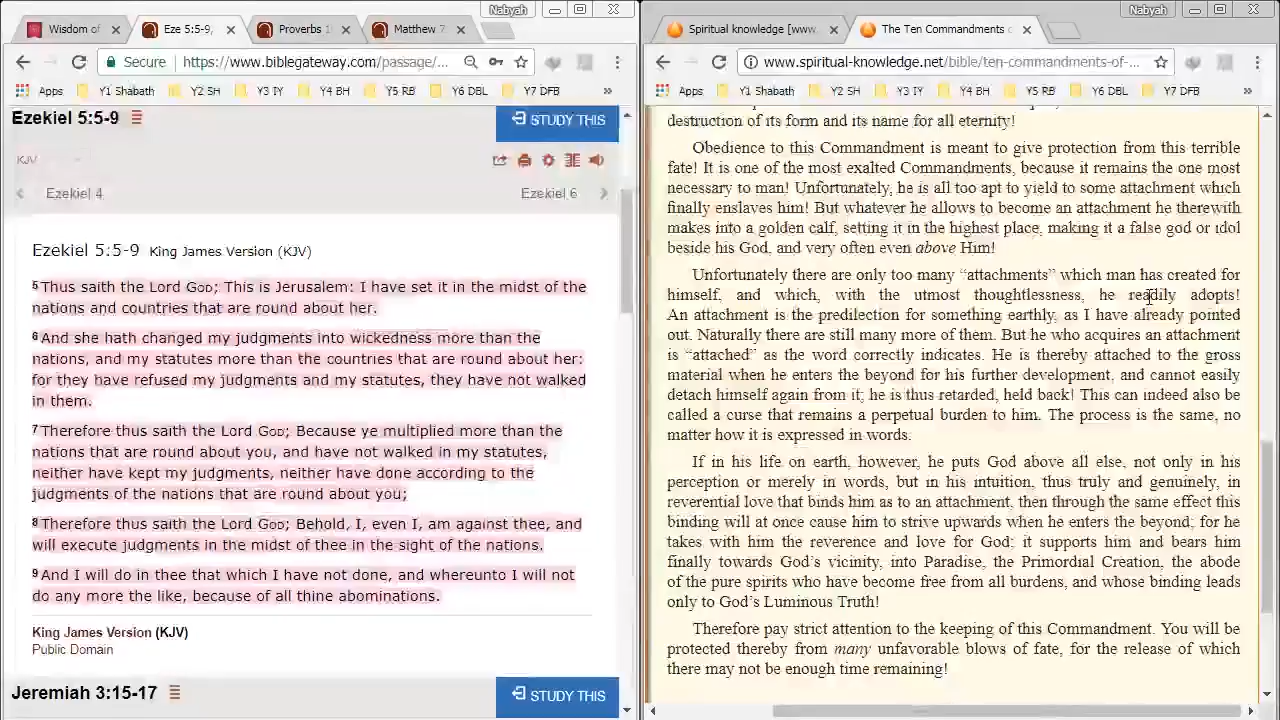 Nabyah
Wisdom of
Eze 5:5-9,
Proverbs 1
Matthew 7
Secure
https://www.biblegateway.com/passage/...
Apps
Y1 Shabath
Y2 SH
Y3 IY
Y4 BH
Y5 RB
Y6 DBL
Y7 DFB
»
Ezekiel 5:5-9
STUDY THIS
KJV
Ezekiel 4
Ezekiel 6
Ezekiel 5:5-9 King James Version (KJV)
5 Thus saith the Lord GOD; This is Jerusalem: I have set it in the midst of the
nations and countries that are round about her.
6 And she hath changed my judgments into wickedness more than the
nations, and my statutes more than the countries that are round about her:
for they have refused my judgments and my statutes, they have not walked
in them.
7 Therefore thus saith the Lord GOD; Because ye multiplied more than the
nations that are round about you, and have not walked in my statutes,
neither have kept my judgments, neither have done according to the
judgments of the nations that are round about you;
8 Therefore thus saith the Lord GOD; Behold, I, even I, am against thee, and
will execute judgments in the midst of thee in the sight of the nations.
9 And I will do in thee that which I have not done, and whereunto I will not
do any more the like, because of all thine abominations.
King James Version (KJV)
Public Domain
Jeremiah 3:15-17
STUDY THIS
Nabyah
Spiritual knowledge [www.
The Ten Commandments o
www.spiritual-knowledge.net/bible/ten-commandments-of-...
Apps
Y1 Shabath
Y2 SH
Y3 IY
Y4 BH
Y5 RB
Y6 DBL
Y7 DFB
»
destruction of its form and its name for all eternity!
Obedience to this Commandment is meant to give protection from this terrible
fate! It is one of the most exalted Commandments, because it remains the one most
necessary to man! Unfortunately, he is all too apt to yield to some attachment which
finally enslaves him! But whatever he allows to become an attachment he therewith
makes into a golden calf, setting it in the highest place, making it a false god or idol
beside his God, and very often even above Him!
Unfortunately there are only too many “attachments” which man has created for
himself, and which, with the utmost thoughtlessness, he readily adopts!
An attachment is the predilection for something earthly, as I have already pointed
out. Naturally there are still many more of them. But he who acquires an attachment
is “attached” as the word correctly indicates. He is thereby attached to the gross
material when he enters the beyond for his further development, and cannot easily
detach himself again from it; he is thus retarded, held back! This can indeed also be
called a curse that remains a perpetual burden to him. The process is the same, no
matter how it is expressed in words.
If in his life on earth, however, he puts God above all else, not only in his
perception or merely in words, but in his intuition, thus truly and genuinely, in
reverential love that binds him as to an attachment, then through the same effect this
binding will at once cause him to strive upwards when he enters the beyond; for he
takes with him the reverence and love for God; it supports him and bears him
finally towards God’s vicinity, into Paradise, the Primordial Creation, the abode
of the pure spirits who have become free from all burdens, and whose binding leads
only to God’s Luminous Truth!
Therefore pay strict attention to the keeping of this Commandment. You will be
protected thereby from many unfavorable blows of fate, for the release of which
there may not be enough time remaining!